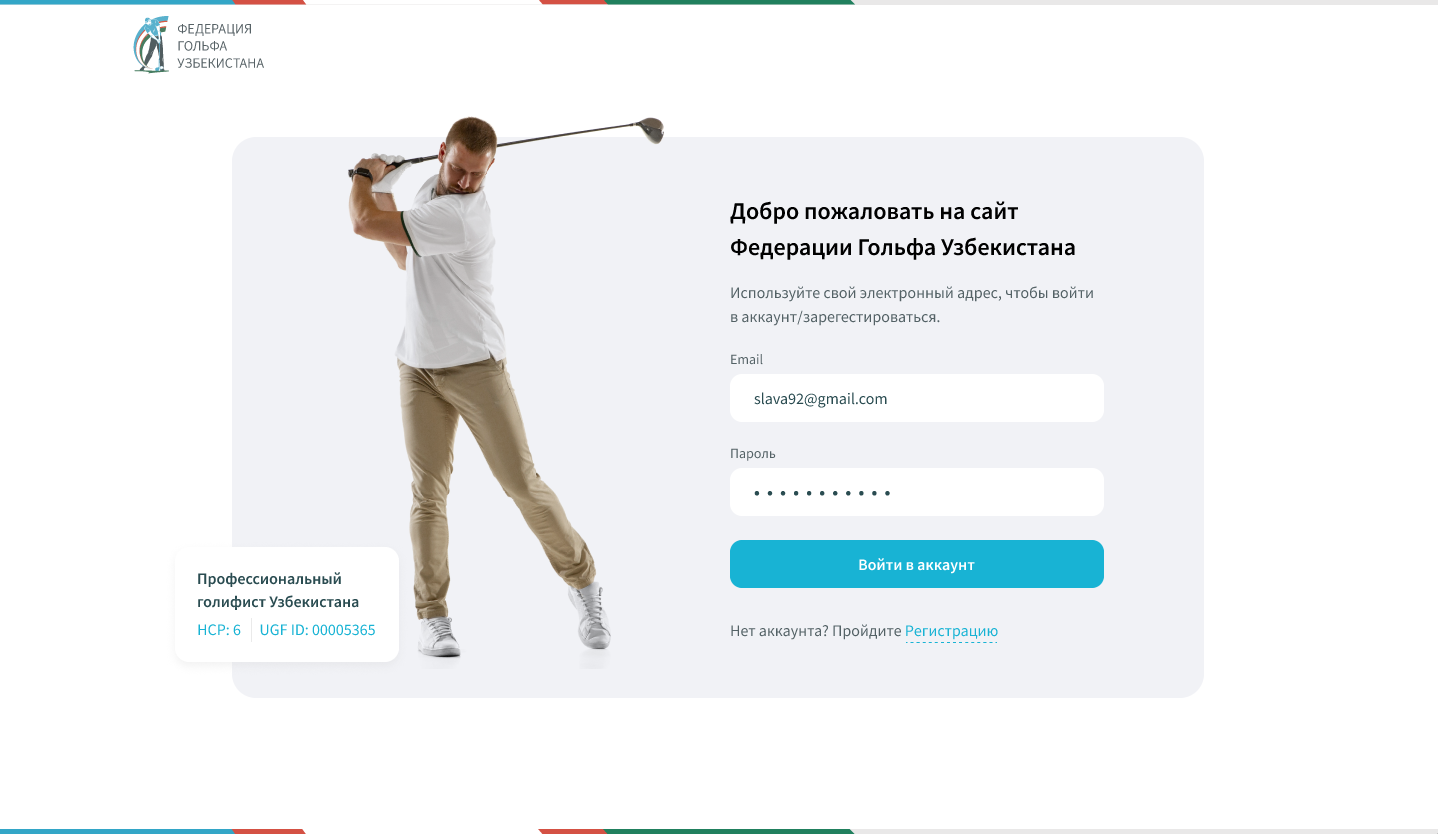 ФЕДЕРАЦИЯ
ГОЛЬФА
УЗБЕКИСТАНА
Добро пожаловать на сайт
Федерации Гольфа Узбекистана
Используйте свой электронный адрес, чтобы войти
в аккаунт/зарегестироваться.
Email
slava92@gmail.com
Пароль
• • • • • • • • • • •
Войти в аккаунт
Нет аккаунта? Пройдите Регистрацию
Профессиональный
голифист Узбекистана
HCP: 6 UGF ID: 00005365